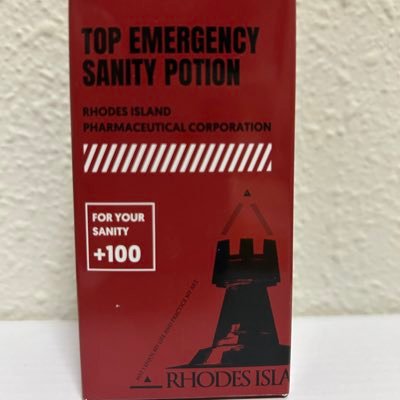 TOP EMERGENCY
SANITY POTION
RHODES ISLAND
PHARMACEUTICAL CORPORATION
FOR YOUR
SANITY
+100
RHODES ISLA